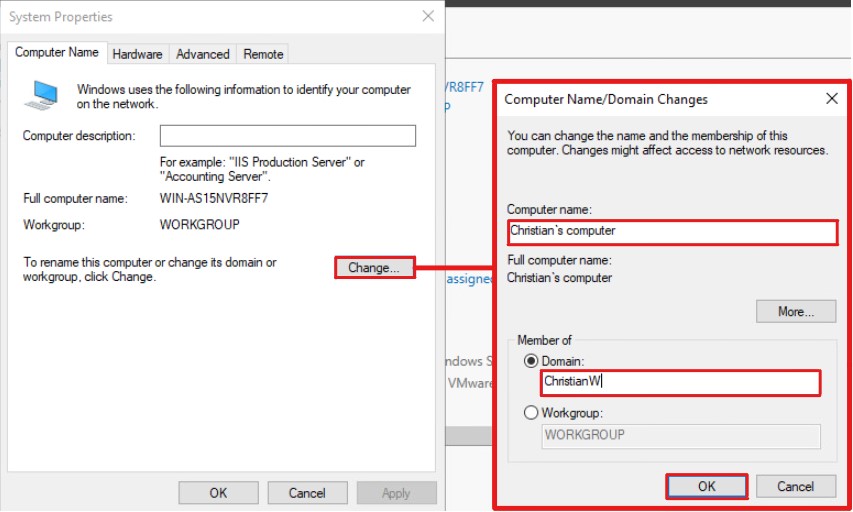 System Properties
Computer Name
Hardware
Advanced
Remote
Windows uses the following information to identify your computer
on the network.
Computer description:
For example: "IIS Production Server" or
"Accounting Server".
Full computer name:
WIN-AS15NVR8FF7
Workgroup:
WORKGROUP
To rename this computer or change its domain or
workgroup, click Change.
Change...
OK
Cancel
Apply
VR8FF7
assigned
ndows S
VMware
Computer Name/Domain Changes
You can change the name and the membership of this
computer. Changes might affect access to network resources.
Computer name:
Christian`s computer
Full computer name:
Christian`s computer
More...
Member of
Domain:
ChristianW
Workgroup:
WORKGROUP
OK
Cancel